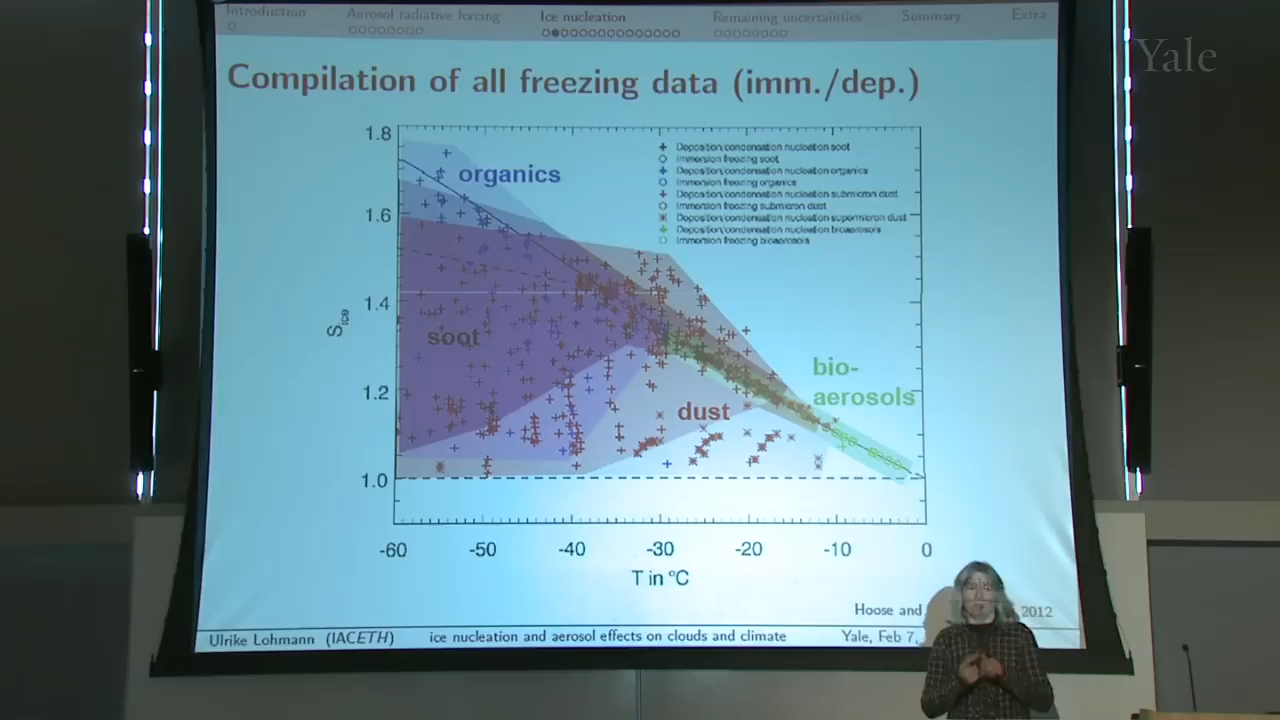 Introduction Aerosol radiative forcing Ice nucleation Remaining uncertainties Summary Extra
Yale
Compilation of all freezing data (imm./dep.)
1.8
1.6
1.4
1.2
1.0
S_ice
organics
soot
dust
bio-
aerosols
Deposition/condensation nucleation soot
Immersion freezing soot
Deposition/condensation nucleation organics
Immersion freezing organics
Deposition/condensation nucleation submicron dust
Immersion freezing submicron dust
Deposition/condensation nucleation supermicron dust
Deposition/condensation nucleation bioaerosols
Immersion freezing bioaerosols
-60 -50 -40 -30 -20 -10 0
T in °C
Hoose and 2012
Ulrike Lohmann (IACETH) ice nucleation and aerosol effects on clouds and climate Yale, Feb 7,